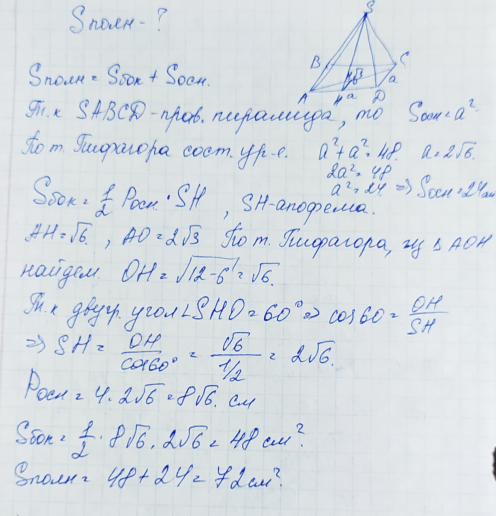 Sполн - ?
S
B C
4√3 a
A H a D
Sполн = Sбок + Sосн.
Т.к SABCD - прав. пирамида, то Sосн = a²
По т. Пифагора сост. ур-е. a² + a² = 48. a = 2√6.
2a² = 48
a² = 24 => Sосн = 24 см
Sбок = 1/2 Pосн. · SH, SH - апофема.
AH = √6, AO = 2√3 По т. Пифагора, из Δ AOH
найдем OH = √12-6 = √6.
Т.к двугр. угол ∠SHO = 60° => cos 60 = OH/SH
=> SH = OH/cos60° = √6/1/2 = 2√6.
Pосн = 4 · 2√6 = 8√6. см
Sбок = 1/2 · 8√6 · 2√6 = 48 см².
Sполн = 48 + 24 = 72 см².